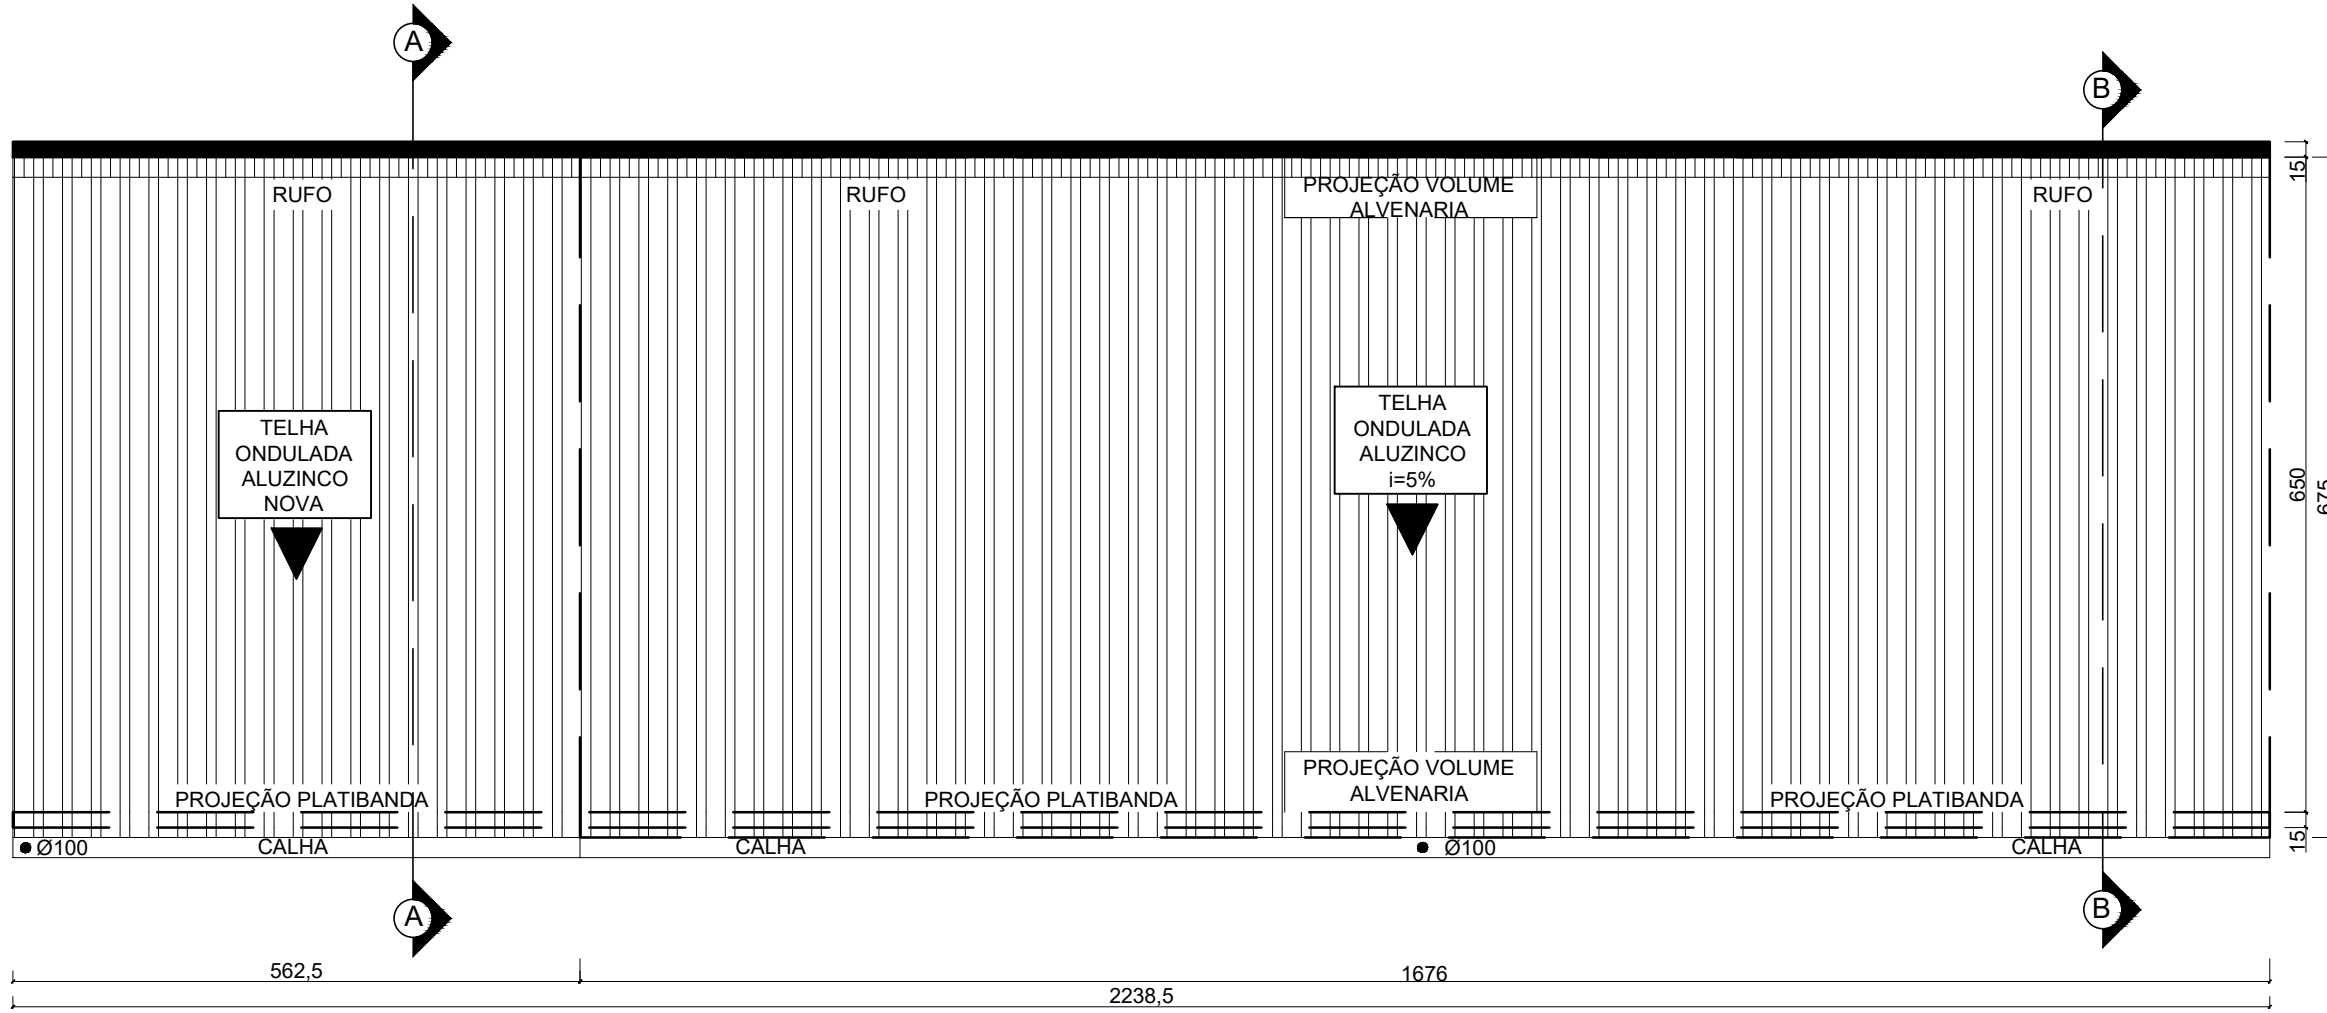 A
B
15
RUFO
RUFO
PROJEÇÃO VOLUME
ALVENARIA
RUFO
TELHA
ONDULADA
ALUZINCO
NOVA
TELHA
ONDULADA
ALUZINCO
i=5%
650
675
PROJEÇÃO VOLUME
ALVENARIA
PROJEÇÃO PLATIBANDA
PROJEÇÃO PLATIBANDA
PROJEÇÃO PLATIBANDA
Ø100
CALHA
CALHA
Ø100
CALHA
15
A
B
562,5
1676
2238,5